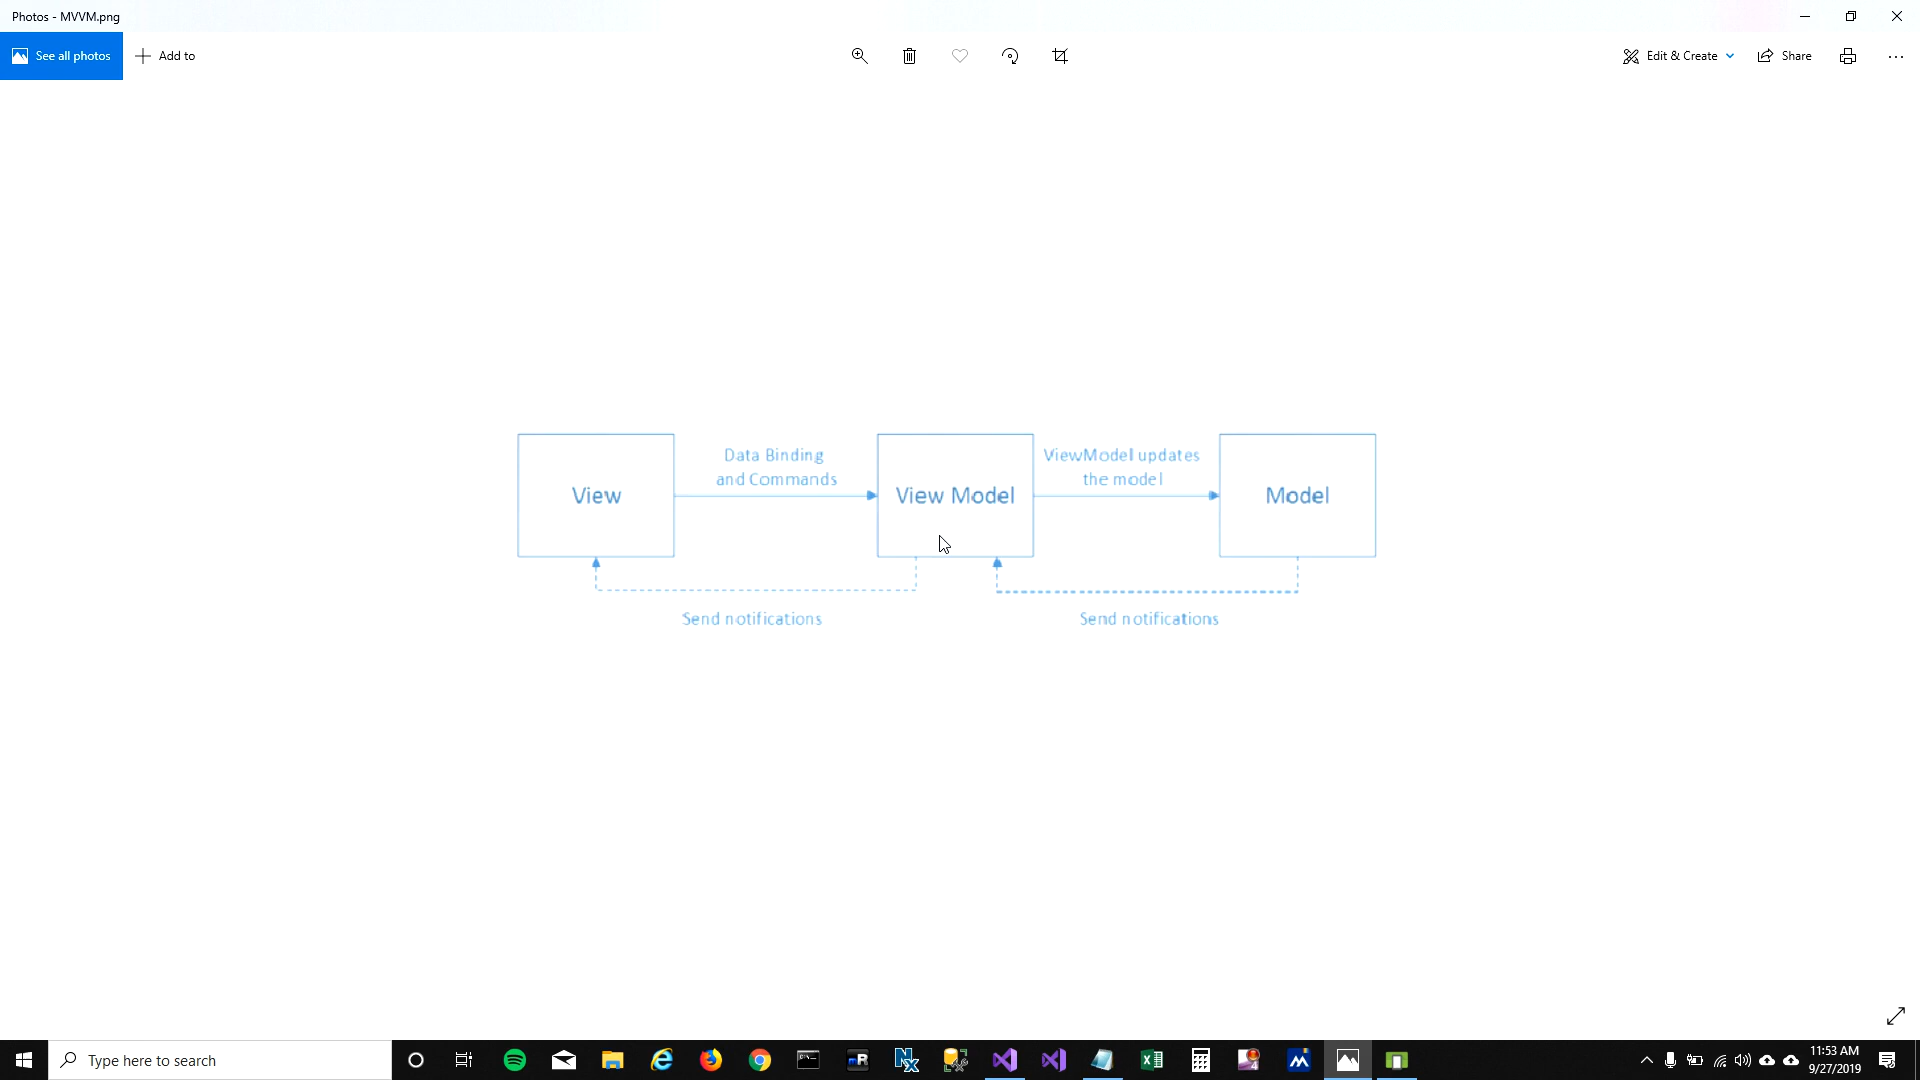 Photos - MVVM.png
See all photos
Add to
Edit & Create
Share
Data Binding
and Commands
ViewModel updates
the model
View
View Model
Model
Send notifications
Send notifications
Type here to search
11:53 AM
9/27/2019